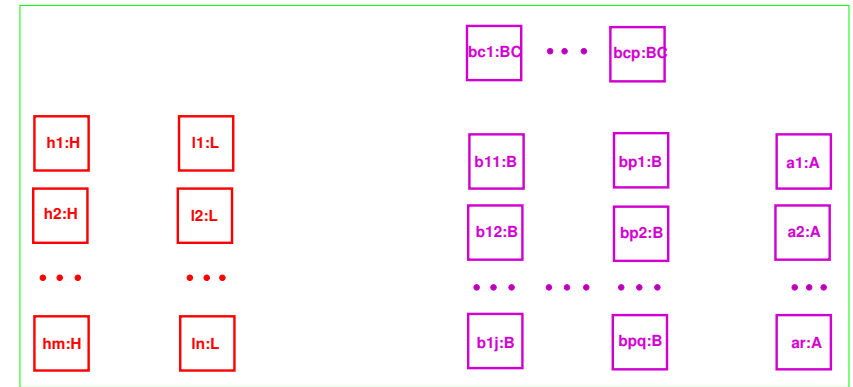 bc1:BC • • • bcp:BC
h1:H l1:L b11:B bp1:B a1:A
h2:H l2:L b12:B bp2:B a2:A
• • • • • • • • • • • • • • • • • •
hm:H ln:L b1j:B bpq:B ar:A